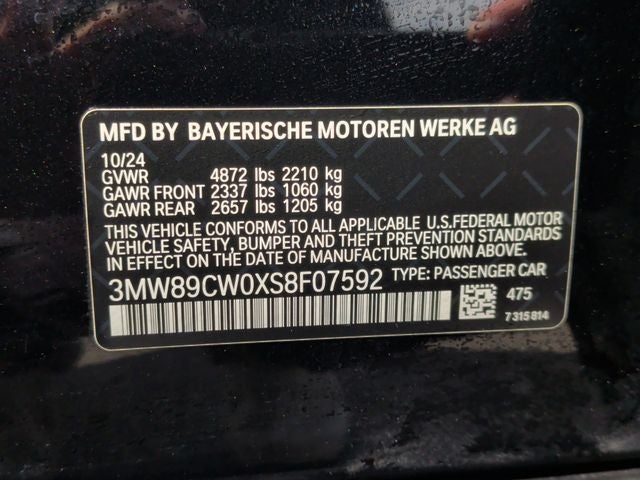 MFD BY BAYERISCHE MOTOREN WERKE AG
10/24
GVWR 4872 lbs 2210 kg
GAWR FRONT 2337 lbs 1060 kg
GAWR REAR 2657 lbs 1205 kg
THIS VEHICLE CONFORMS TO ALL APPLICABLE U.S.FEDERAL MOTOR
VEHICLE SAFETY, BUMPER AND THEFT PREVENTION STANDARDS
IN EFFECT ON THE DATE OF MANUFACTURE SHOWN ABOVE.
3MW89CW0XS8F07592 TYPE: PASSENGER CAR
475
7 315 814